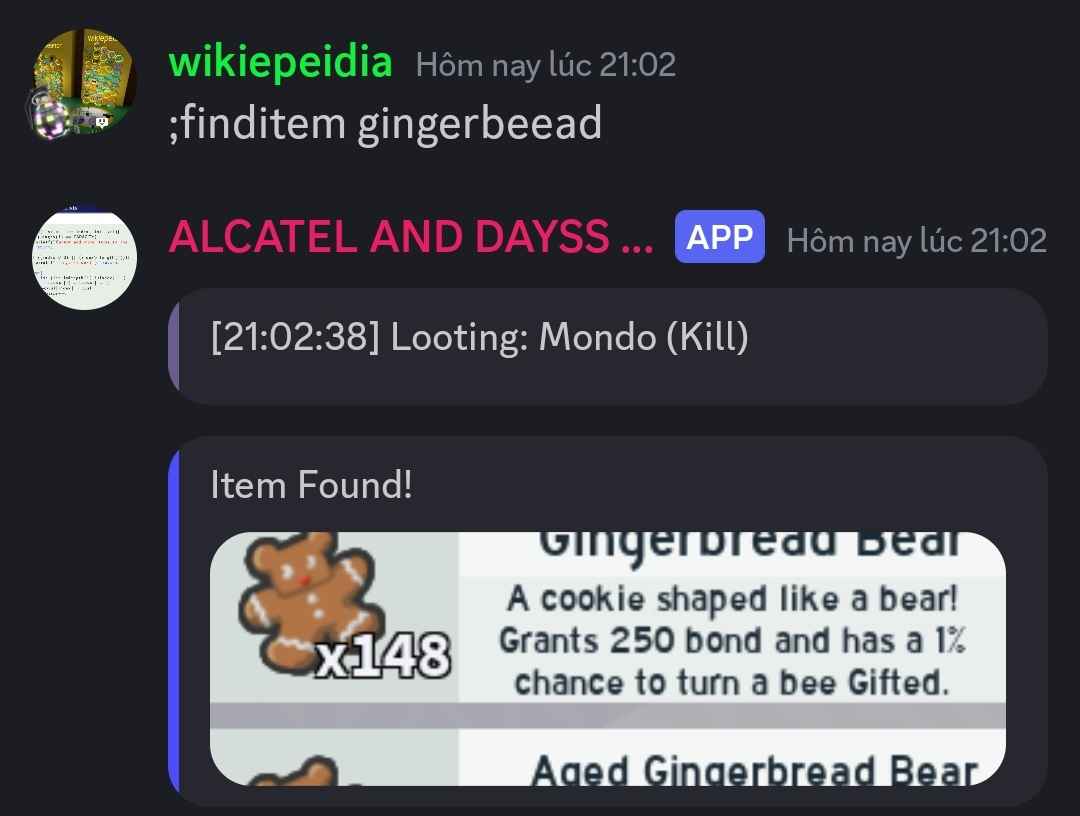 wikiepeidia Hôm nay lúc 21:02
;finditem gingerbeead
ALCATEL AND DAYSS ... APP Hôm nay lúc 21:02
[21:02:38] Looting: Mondo (Kill)
Item Found!
Gingerbread Bear
A cookie shaped like a bear!
Grants 250 bond and has a 1%
chance to turn a bee Gifted.
x148
Aged Gingerbread Bear